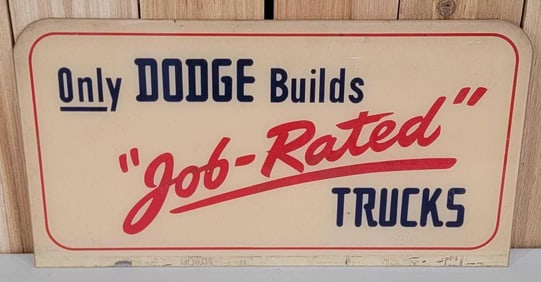 Only DODGE Builds
"Job-Rated"
TRUCKS